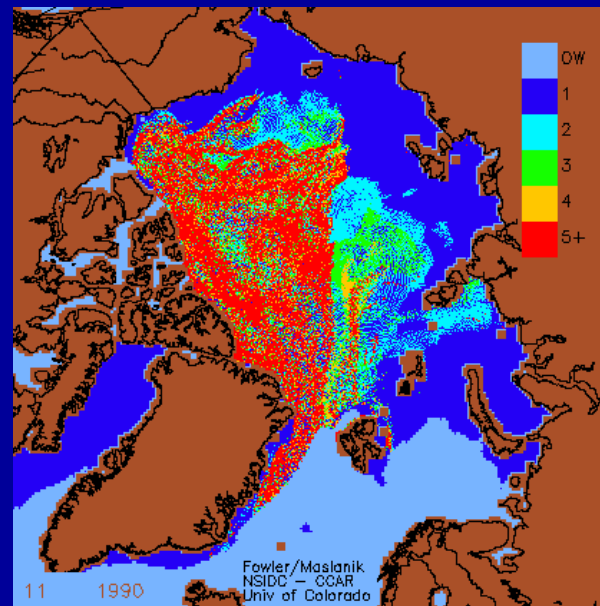 OW
1
2
3
4
5+
11 1990
Fowler/Maslanik
NSIDC – CCAR
Univ of Colorado